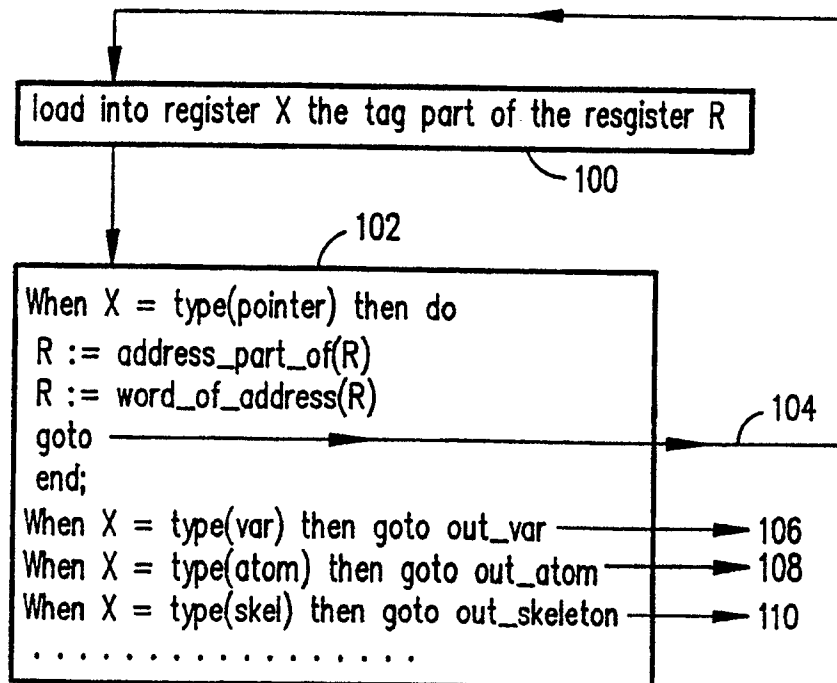 load into register X the tag part of the resgister R
100
102
When X = type(pointer) then do
R := address_part_of(R)
R := word_of_address(R)
goto
104
end;
When X = type(var) then goto out_var
106
When X = type(atom) then goto out_atom
108
When X = type(skel) then goto out_skeleton
110
. . . . . . . . . . . . . . . . . .